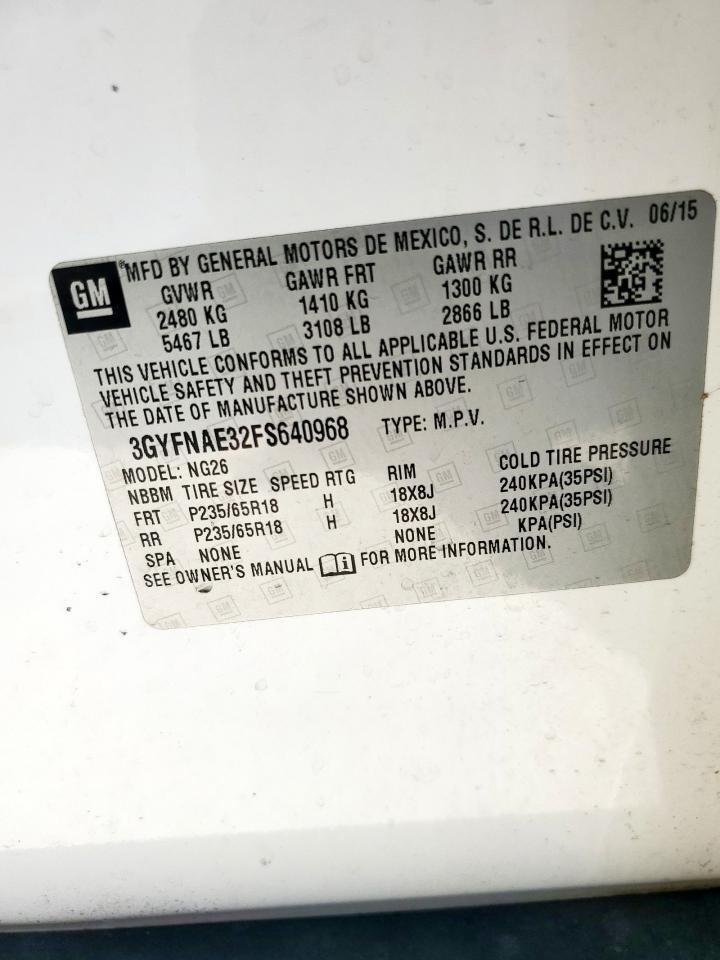 GM
®MFD BY GENERAL MOTORS DE MEXICO, S. DE R.L. DE C.V. 06/15
GVWR GAWR FRT GAWR RR
2480 KG 1410 KG 1300 KG
5467 LB 3108 LB 2866 LB
THIS VEHICLE CONFORMS TO ALL APPLICABLE U.S. FEDERAL MOTOR
VEHICLE SAFETY AND THEFT PREVENTION STANDARDS IN EFFECT ON
THE DATE OF MANUFACTURE SHOWN ABOVE.
3GYFNAE32FS640968 TYPE: M.P.V.
MODEL: NG26
NBBM TIRE SIZE SPEED RTG RIM COLD TIRE PRESSURE
FRT P235/65R18 H 18X8J 240KPA(35PSI)
RR P235/65R18 H 18X8J 240KPA(35PSI)
SPA NONE NONE KPA(PSI)
SEE OWNER'S MANUAL i FOR MORE INFORMATION.